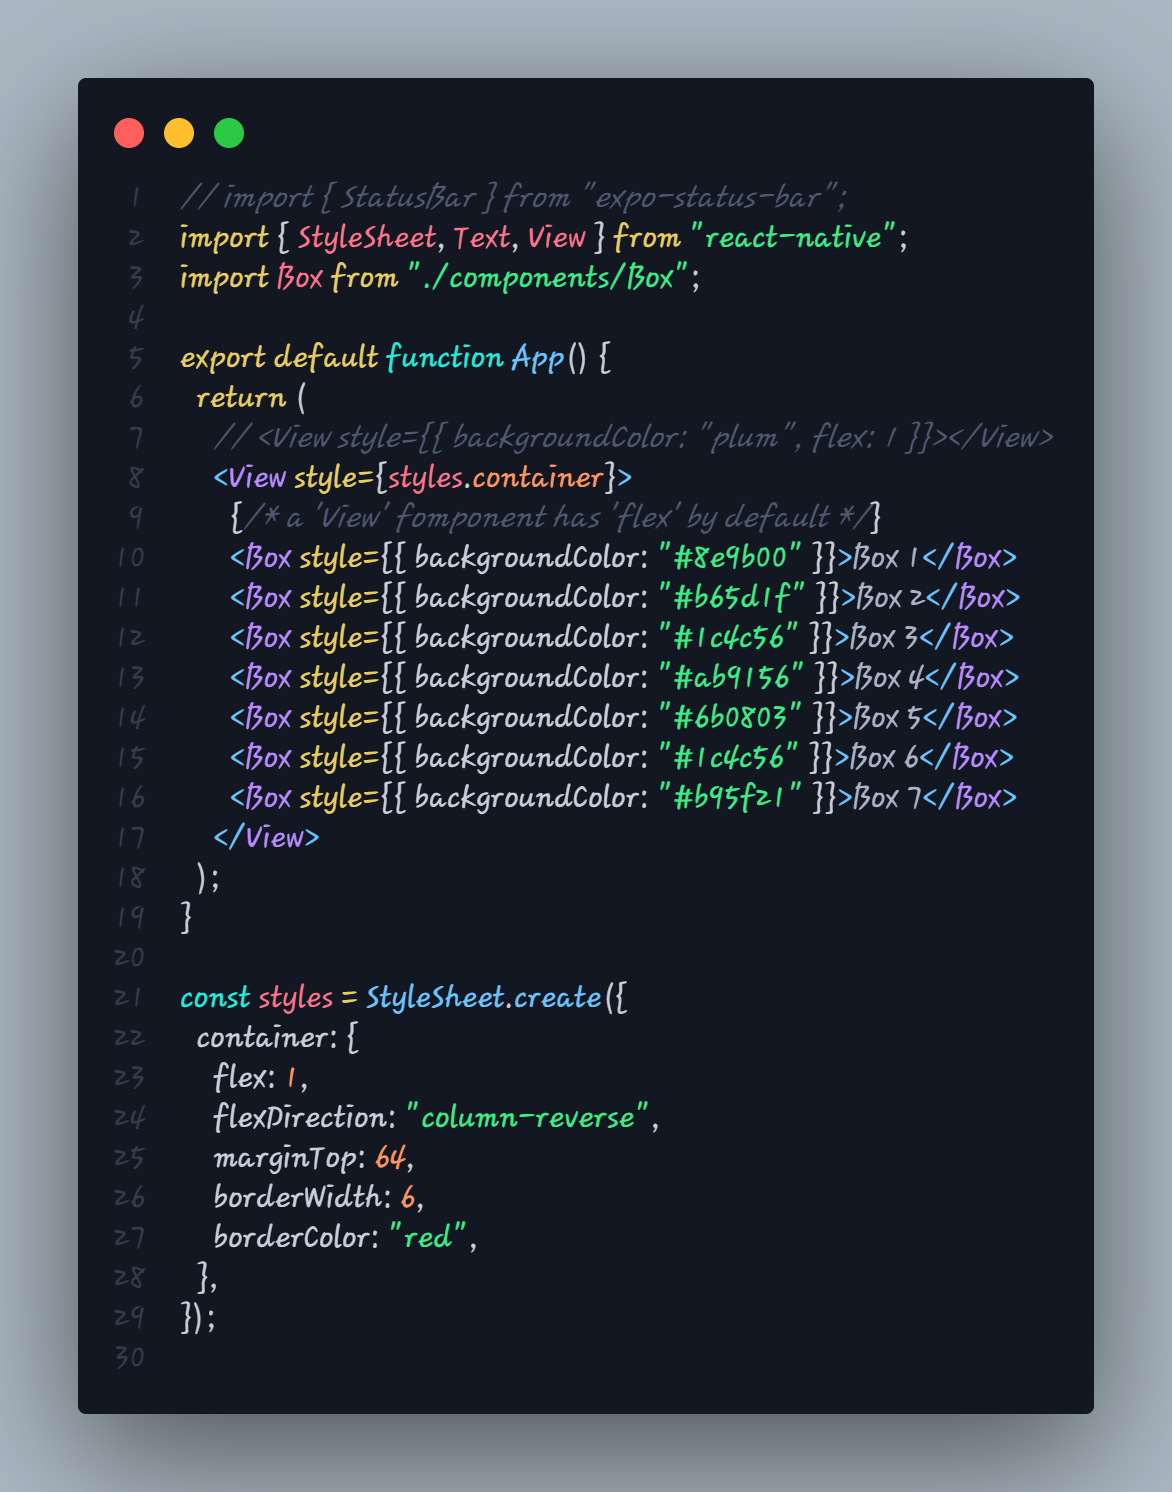 1 // import { StatusBar } from "expo-status-bar";
2 import { StyleSheet, Text, View } from "react-native";
3 import Box from "./components/Box";
4
5 export default function App() {
6   return (
7     // <View style={{ backgroundColor: "plum", flex: 1 }}></View>
8     <View style={styles.container}>
9       {/* a 'View' fomponent has 'flex' by default */}
10       <Box style={{ backgroundColor: "#8e9b00" }}>Box 1</Box>
11       <Box style={{ backgroundColor: "#b65d1f" }}>Box 2</Box>
12       <Box style={{ backgroundColor: "#1c4c56" }}>Box 3</Box>
13       <Box style={{ backgroundColor: "#ab9156" }}>Box 4</Box>
14       <Box style={{ backgroundColor: "#6b0803" }}>Box 5</Box>
15       <Box style={{ backgroundColor: "#1c4c56" }}>Box 6</Box>
16       <Box style={{ backgroundColor: "#b95f21" }}>Box 7</Box>
17     </View>
18   );
19 }
20
21 const styles = StyleSheet.create({
22   container: {
23     flex: 1,
24     flexDirection: "column-reverse",
25     marginTop: 64,
26     borderWidth: 6,
27     borderColor: "red",
28   },
29 });
30